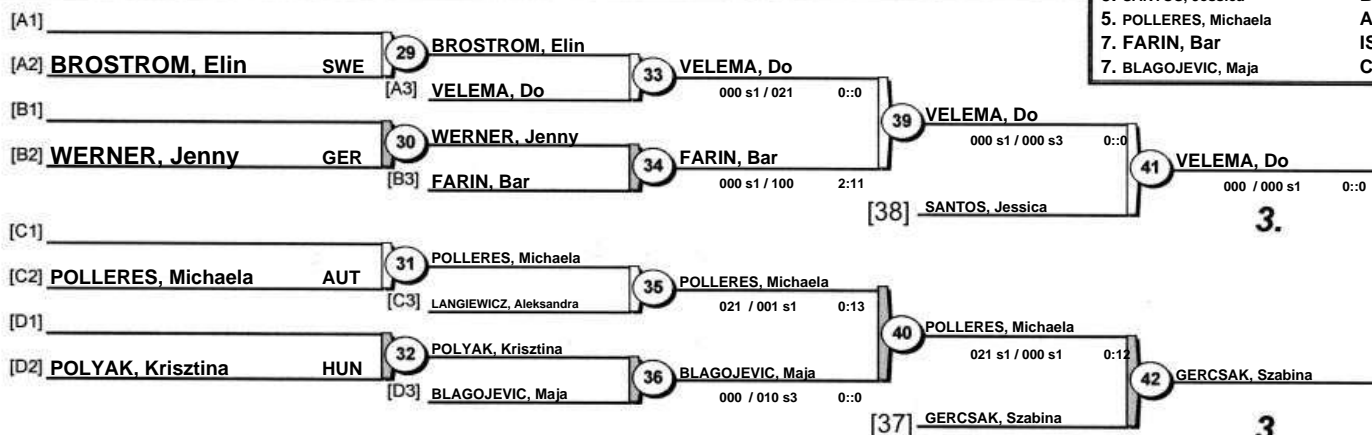 5. POLLERES, Michaela A
7. FARIN, Bar IS
7. BLAGOJEVIC, Maja C
[A1]
[A2] BROSTROM, Elin SWE
29
BROSTROM, Elin
[A3] VELEMA, Do
33
VELEMA, Do
000 s1 / 021 0::0
[B1]
[B2] WERNER, Jenny GER
30
WERNER, Jenny
[B3] FARIN, Bar
34
FARIN, Bar
000 s1 / 100 2:11
39
VELEMA, Do
000 s1 / 000 s3 0::0
[38] SANTOS, Jessica
41
VELEMA, Do
000 / 000 s1 0::0
3.
[C1]
[C2] POLLERES, Michaela AUT
31
POLLERES, Michaela
[C3] LANGIEWICZ, Aleksandra
35
POLLERES, Michaela
021 / 001 s1 0:13
[D1]
[D2] POLYAK, Krisztina HUN
32
POLYAK, Krisztina
[D3] BLAGOJEVIC, Maja
36
BLAGOJEVIC, Maja
000 / 010 s3 0::0
40
POLLERES, Michaela
021 s1 / 000 s1 0:12
[37] GERCSAK, Szabina
42
GERCSAK, Szabina
3